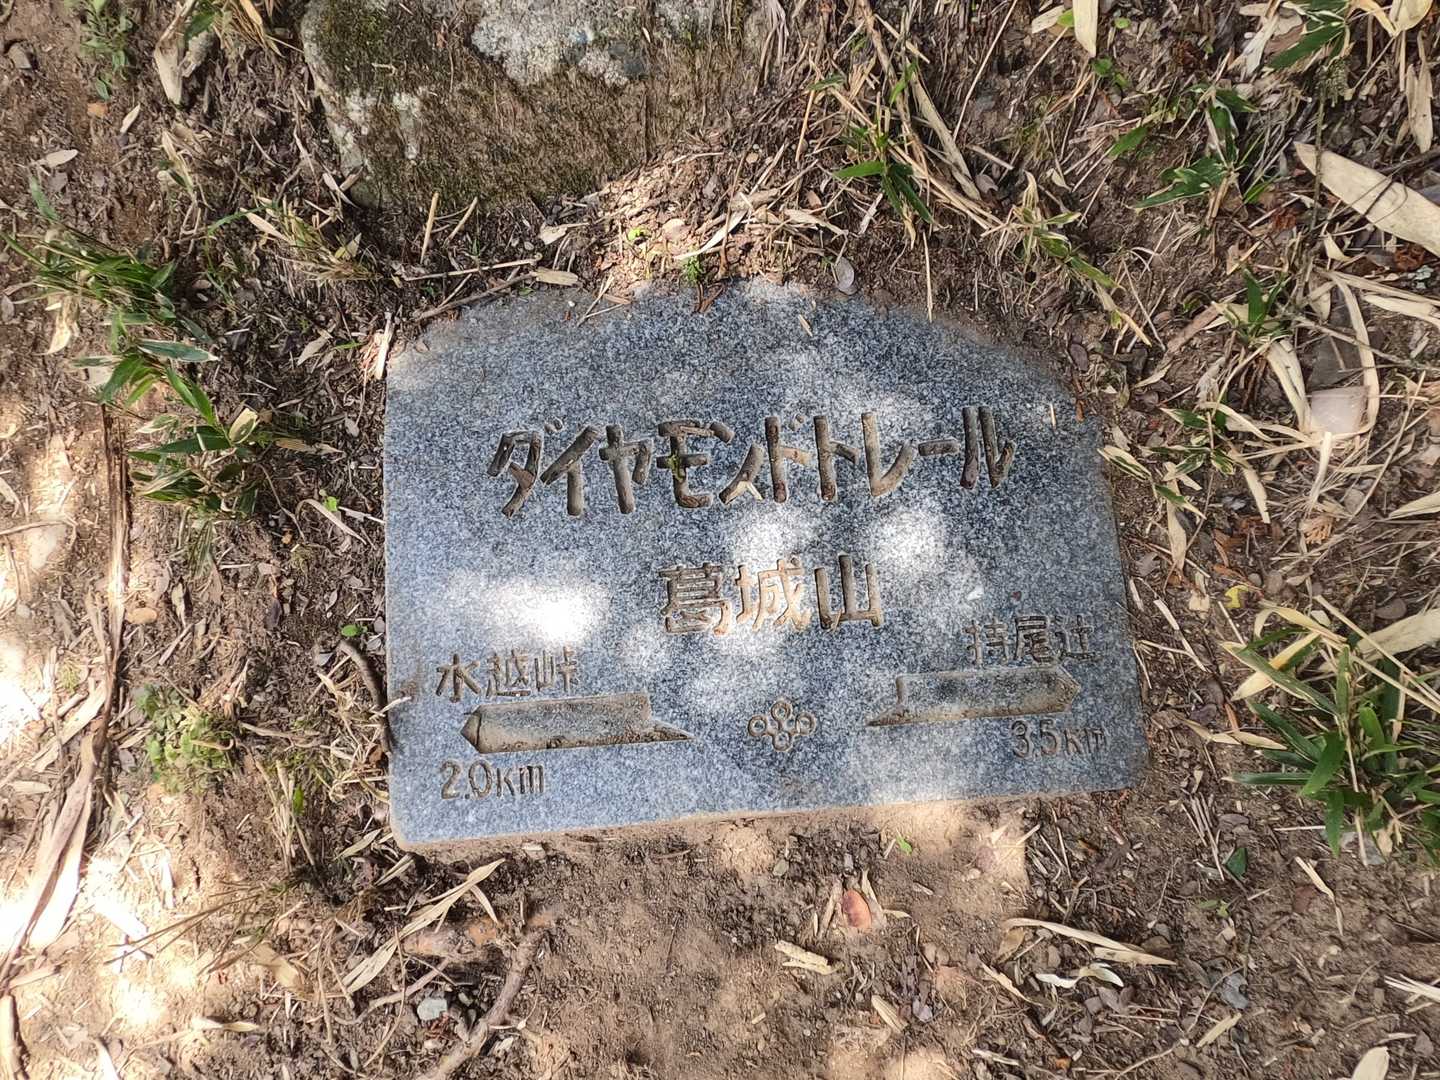 ダイヤモンドトレール
葛城山
水越峠
持尾辻
2.0Km
3.5Km